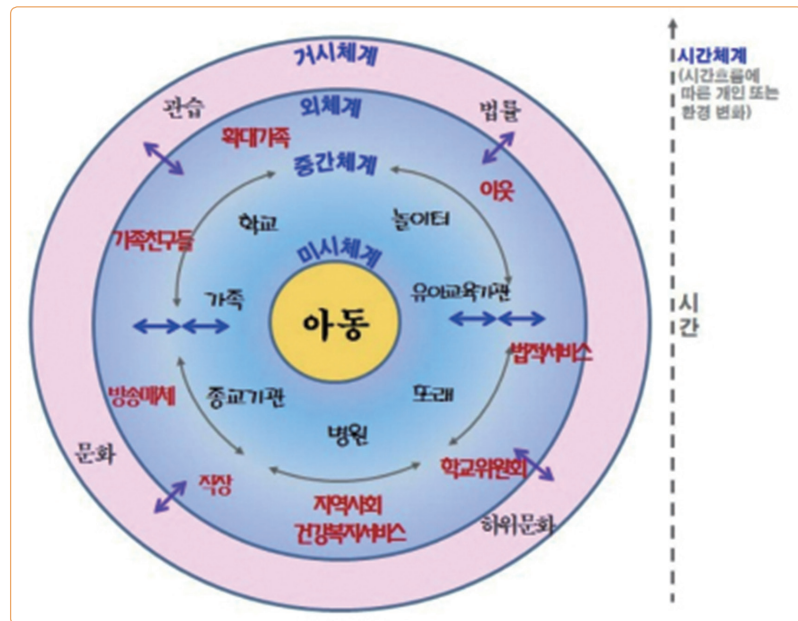 거시체계
시간체계
(시간흐름에
따른 개인 또는
환경 변화)
관습
외체계
법률
확대가족
중간체계
이웃
학교
놀이터
가족친구들
미시체계
가족
유아교육기관
아동
시
간
법적서비스
방송매체
종교기관
또래
병원
문화
직장
학교위원회
지역사회
건강복지서비스
하위문화